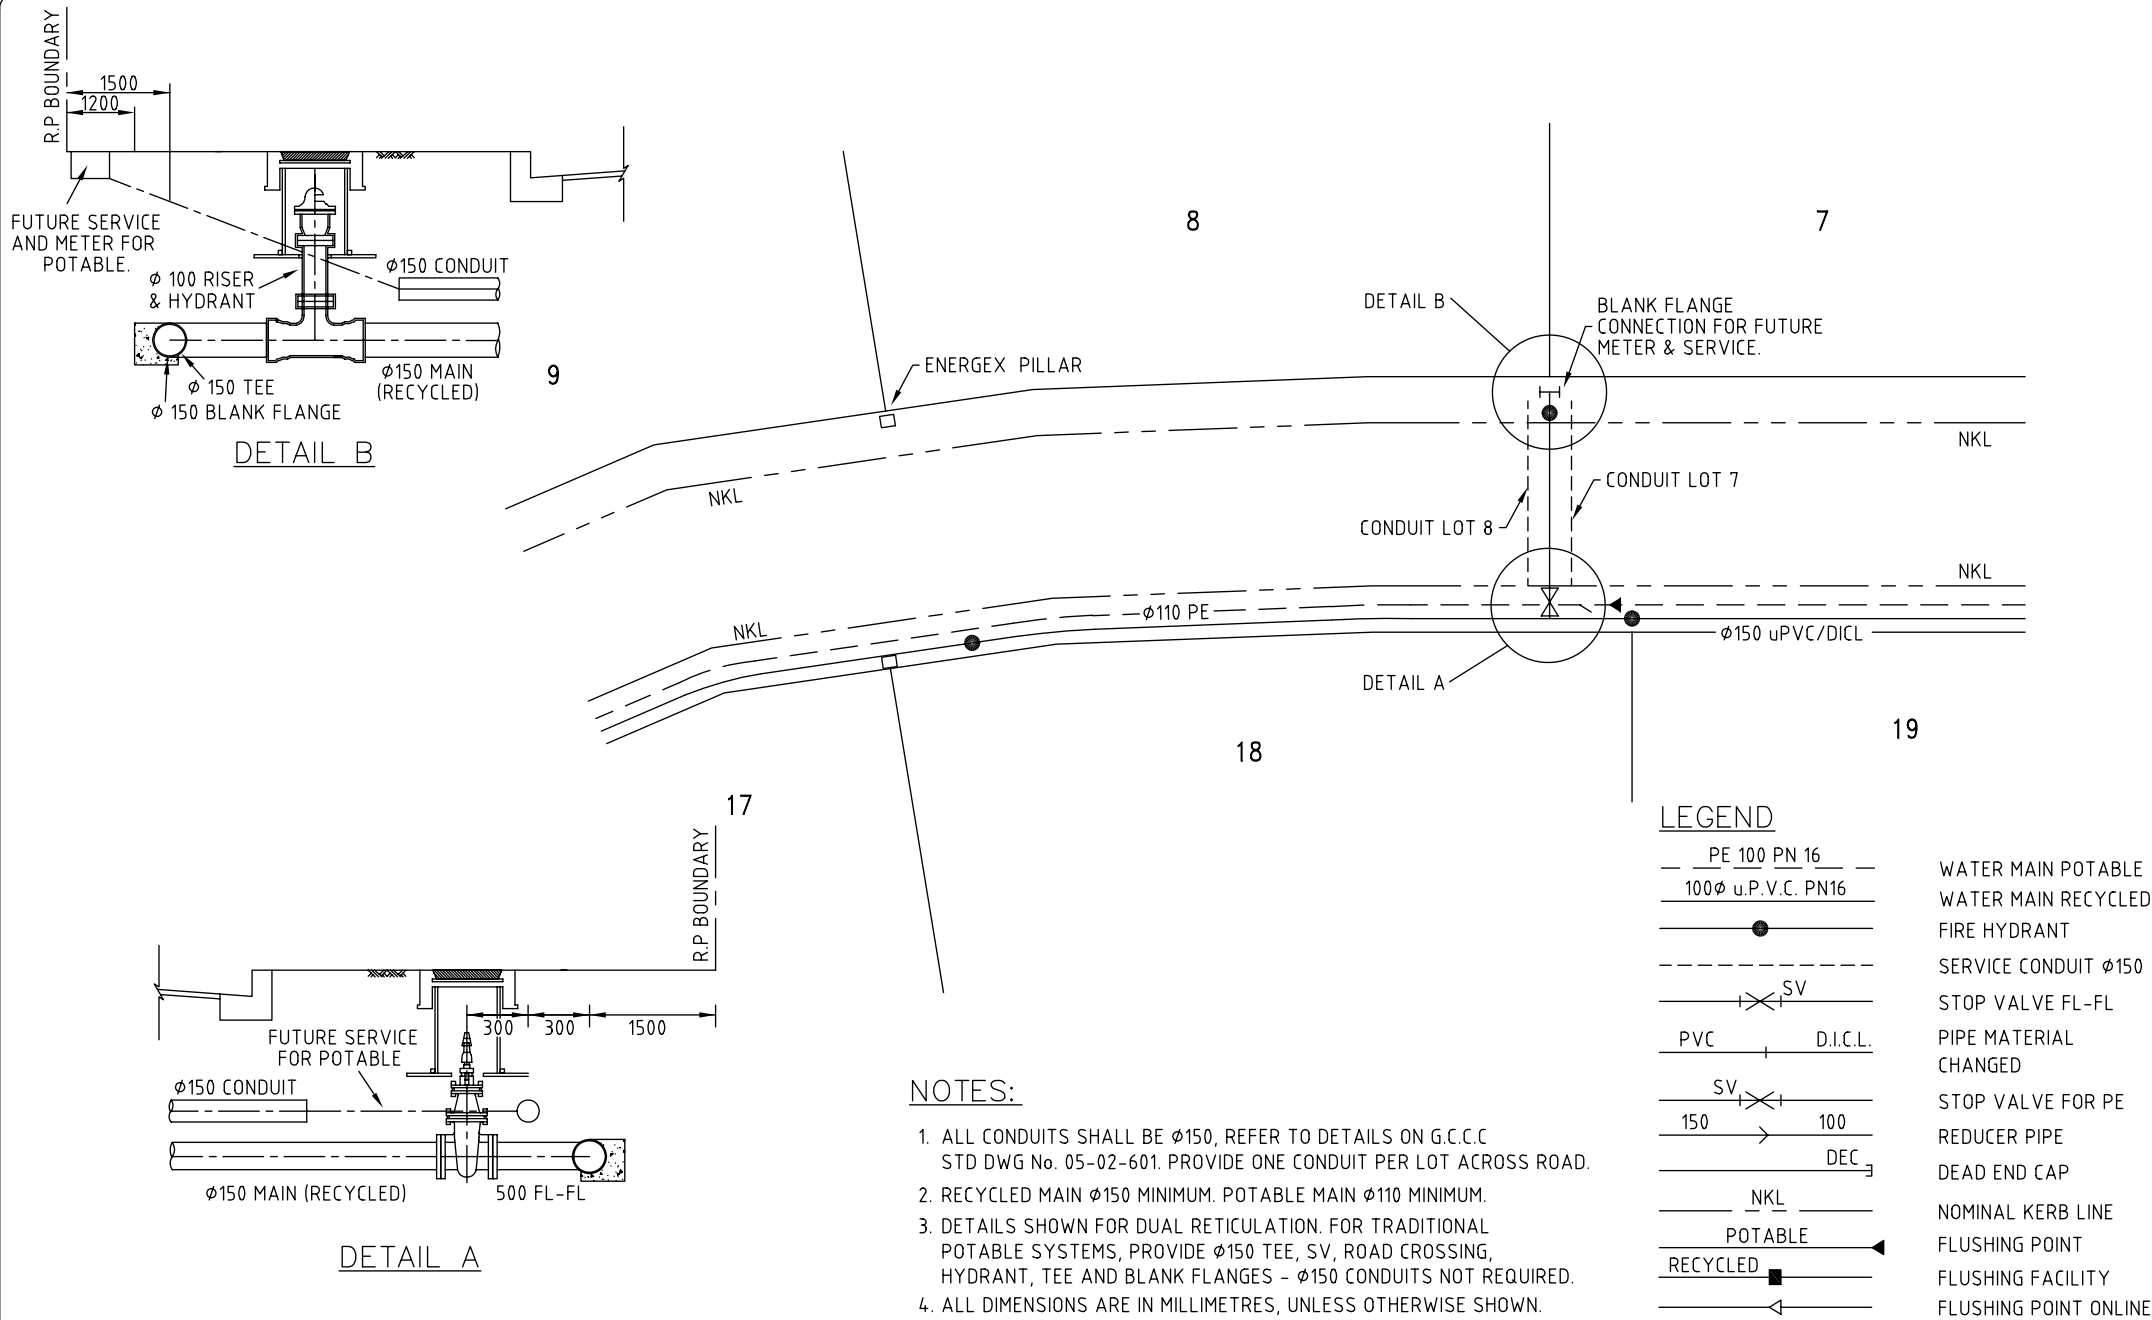 R.P BOUNDARY
1500
1200
FUTURE SERVICE
AND METER FOR
POTABLE.
Ø 100 RISER
& HYDRANT
Ø150 CONDUIT
Ø150 MAIN
(RECYCLED)
Ø 150 TEE
Ø 150 BLANK FLANGE
DETAIL B
9
8
7
DETAIL B
BLANK FLANGE
CONNECTION FOR FUTURE
METER & SERVICE.
ENERGEX PILLAR
NKL
NKL
CONDUIT LOT 7
CONDUIT LOT 8
NKL
NKL
Ø110 PE
Ø150 uPVC/DICL
DETAIL A
19
18
17
R.P BOUNDARY
300
300
1500
FUTURE SERVICE
FOR POTABLE
Ø150 CONDUIT
Ø150 MAIN (RECYCLED)
500 FL-FL
DETAIL A
NOTES:
1. ALL CONDUITS SHALL BE Ø150, REFER TO DETAILS ON G.C.C.C
STD DWG No. 05-02-601. PROVIDE ONE CONDUIT PER LOT ACROSS ROAD.
2. RECYCLED MAIN Ø150 MINIMUM. POTABLE MAIN Ø110 MINIMUM.
3. DETAILS SHOWN FOR DUAL RETICULATION. FOR TRADITIONAL
POTABLE SYSTEMS, PROVIDE Ø150 TEE, SV, ROAD CROSSING,
HYDRANT, TEE AND BLANK FLANGES - Ø150 CONDUITS NOT REQUIRED.
4. ALL DIMENSIONS ARE IN MILLIMETRES, UNLESS OTHERWISE SHOWN.
LEGEND
PE 100 PN 16
WATER MAIN POTABLE
100Ø u.P.V.C. PN16
WATER MAIN RECYCLED
FIRE HYDRANT
SERVICE CONDUIT Ø150
SV
STOP VALVE FL-FL
PVC D.I.C.L.
PIPE MATERIAL
CHANGED
SV
STOP VALVE FOR PE
150 100
REDUCER PIPE
DEC
DEAD END CAP
NKL
NOMINAL KERB LINE
POTABLE
FLUSHING POINT
RECYCLED
FLUSHING FACILITY
FLUSHING POINT ONLINE